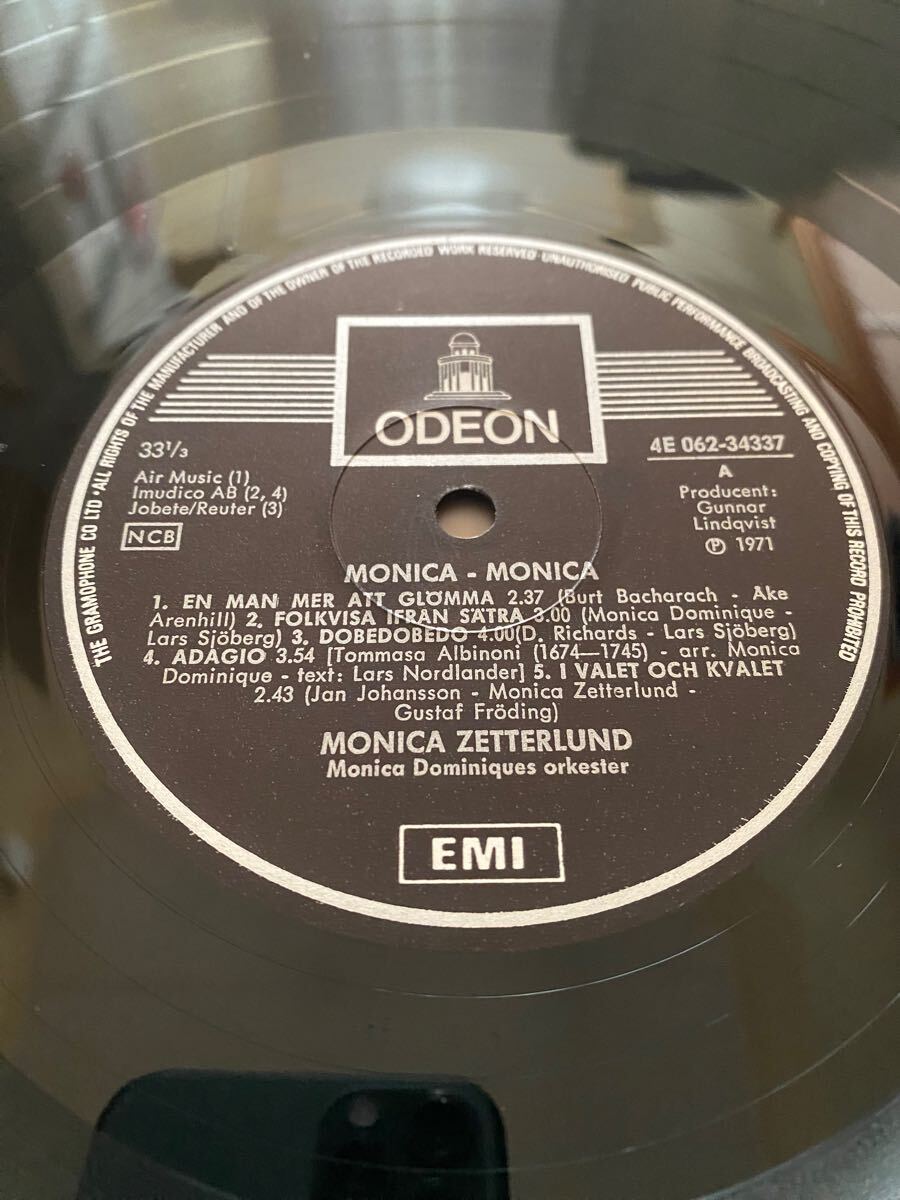 THE GRAMOPHONE CO LTD · ALL RIGHTS OF THE MANUFACTURER AND OF THE OWNER OF THE RECORDED WORK RESERVED · UNAUTHORISED PUBLIC PERFORMANCE BROADCASTING AND COPYING OF THIS RECORD PROHIBITED
ODEON
33⅓
Air Music (1)
Imudico AB (2, 4)
Jobete/Reuter (3)
NCB
4E 062-34337
A
Producent:
Gunnar
Lindqvist
Ⓟ 1971
MONICA - MONICA
1. EN MAN MER ATT GLÖMMA 2.37 (Burt Bacharach - Ake
Arenhill) 2. FOLKVISA IFRÅN SÄTRA 3.00 (Monica Dominique -
Lars Sjöberg) 3. DOBEDOBEDO 4.00(D. Richards - Lars Sjöberg)
4. ADAGIO 3.54 [Tommasa Albinoni (1674—1745) - arr. Monica
Dominique - text: Lars Nordlander] 5. I VALET OCH KVALET
2.43 (Jan Johansson - Monica Zetterlund -
Gustaf Fröding)
MONICA ZETTERLUND
Monica Dominiques orkester
EMI